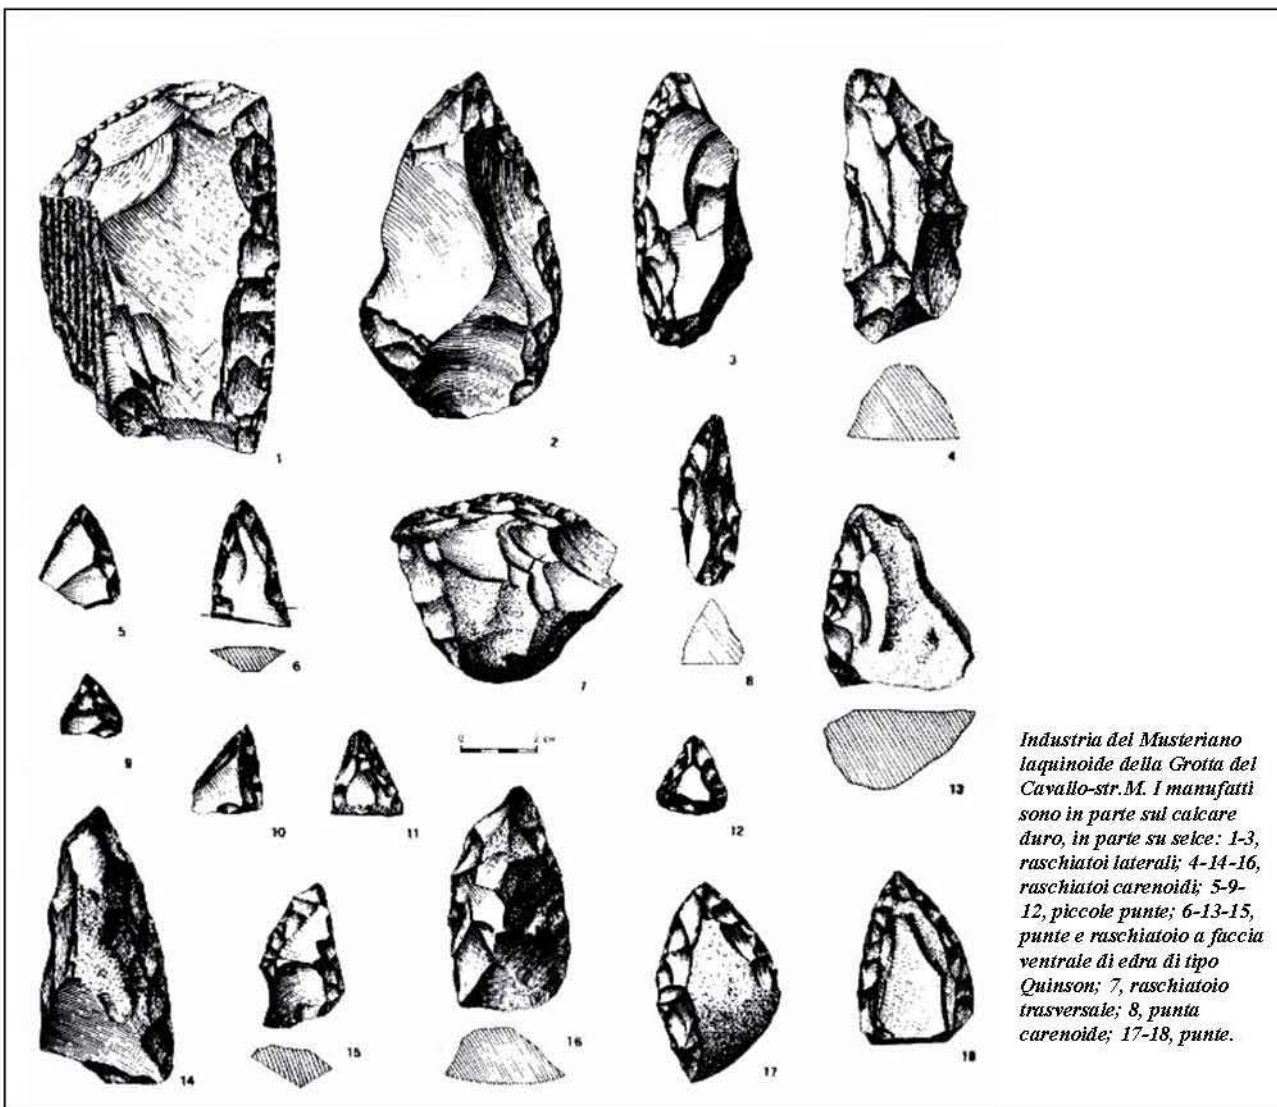 1
2
3
4
5
6
7
8
9
10
11
12
13
14
15
16
17
18
0 2 cm
Industria del Musteriano
laquinoide della Grotta del
Cavallo-str.M. I manufatti
sono in parte sul calcare
duro, in parte su selce: 1-3,
raschiatoi laterali; 4-14-16,
raschiatoi carenoidi; 5-9-
12, piccole punte; 6-13-15,
punte e raschiatoio a faccia
ventrale di edra di tipo
Quinson; 7, raschiatoio
trasversale; 8, punta
carenoide; 17-18, punte.